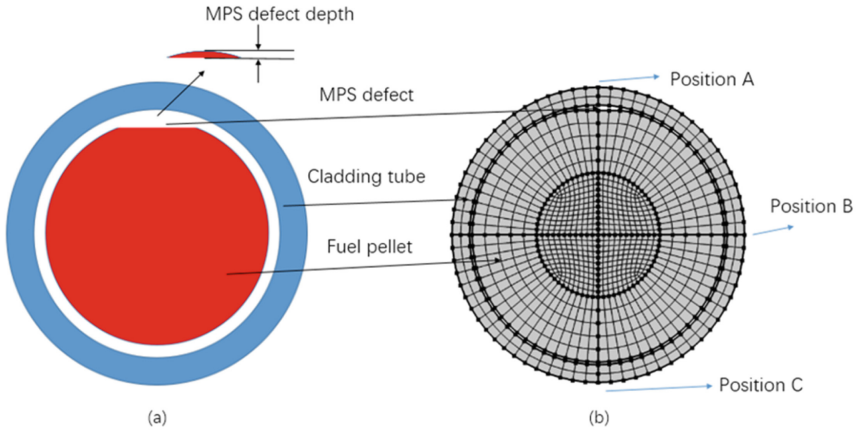 MPS defect depth
MPS defect
Cladding tube
Fuel pellet
Position A
Position B
Position C
(a)
(b)